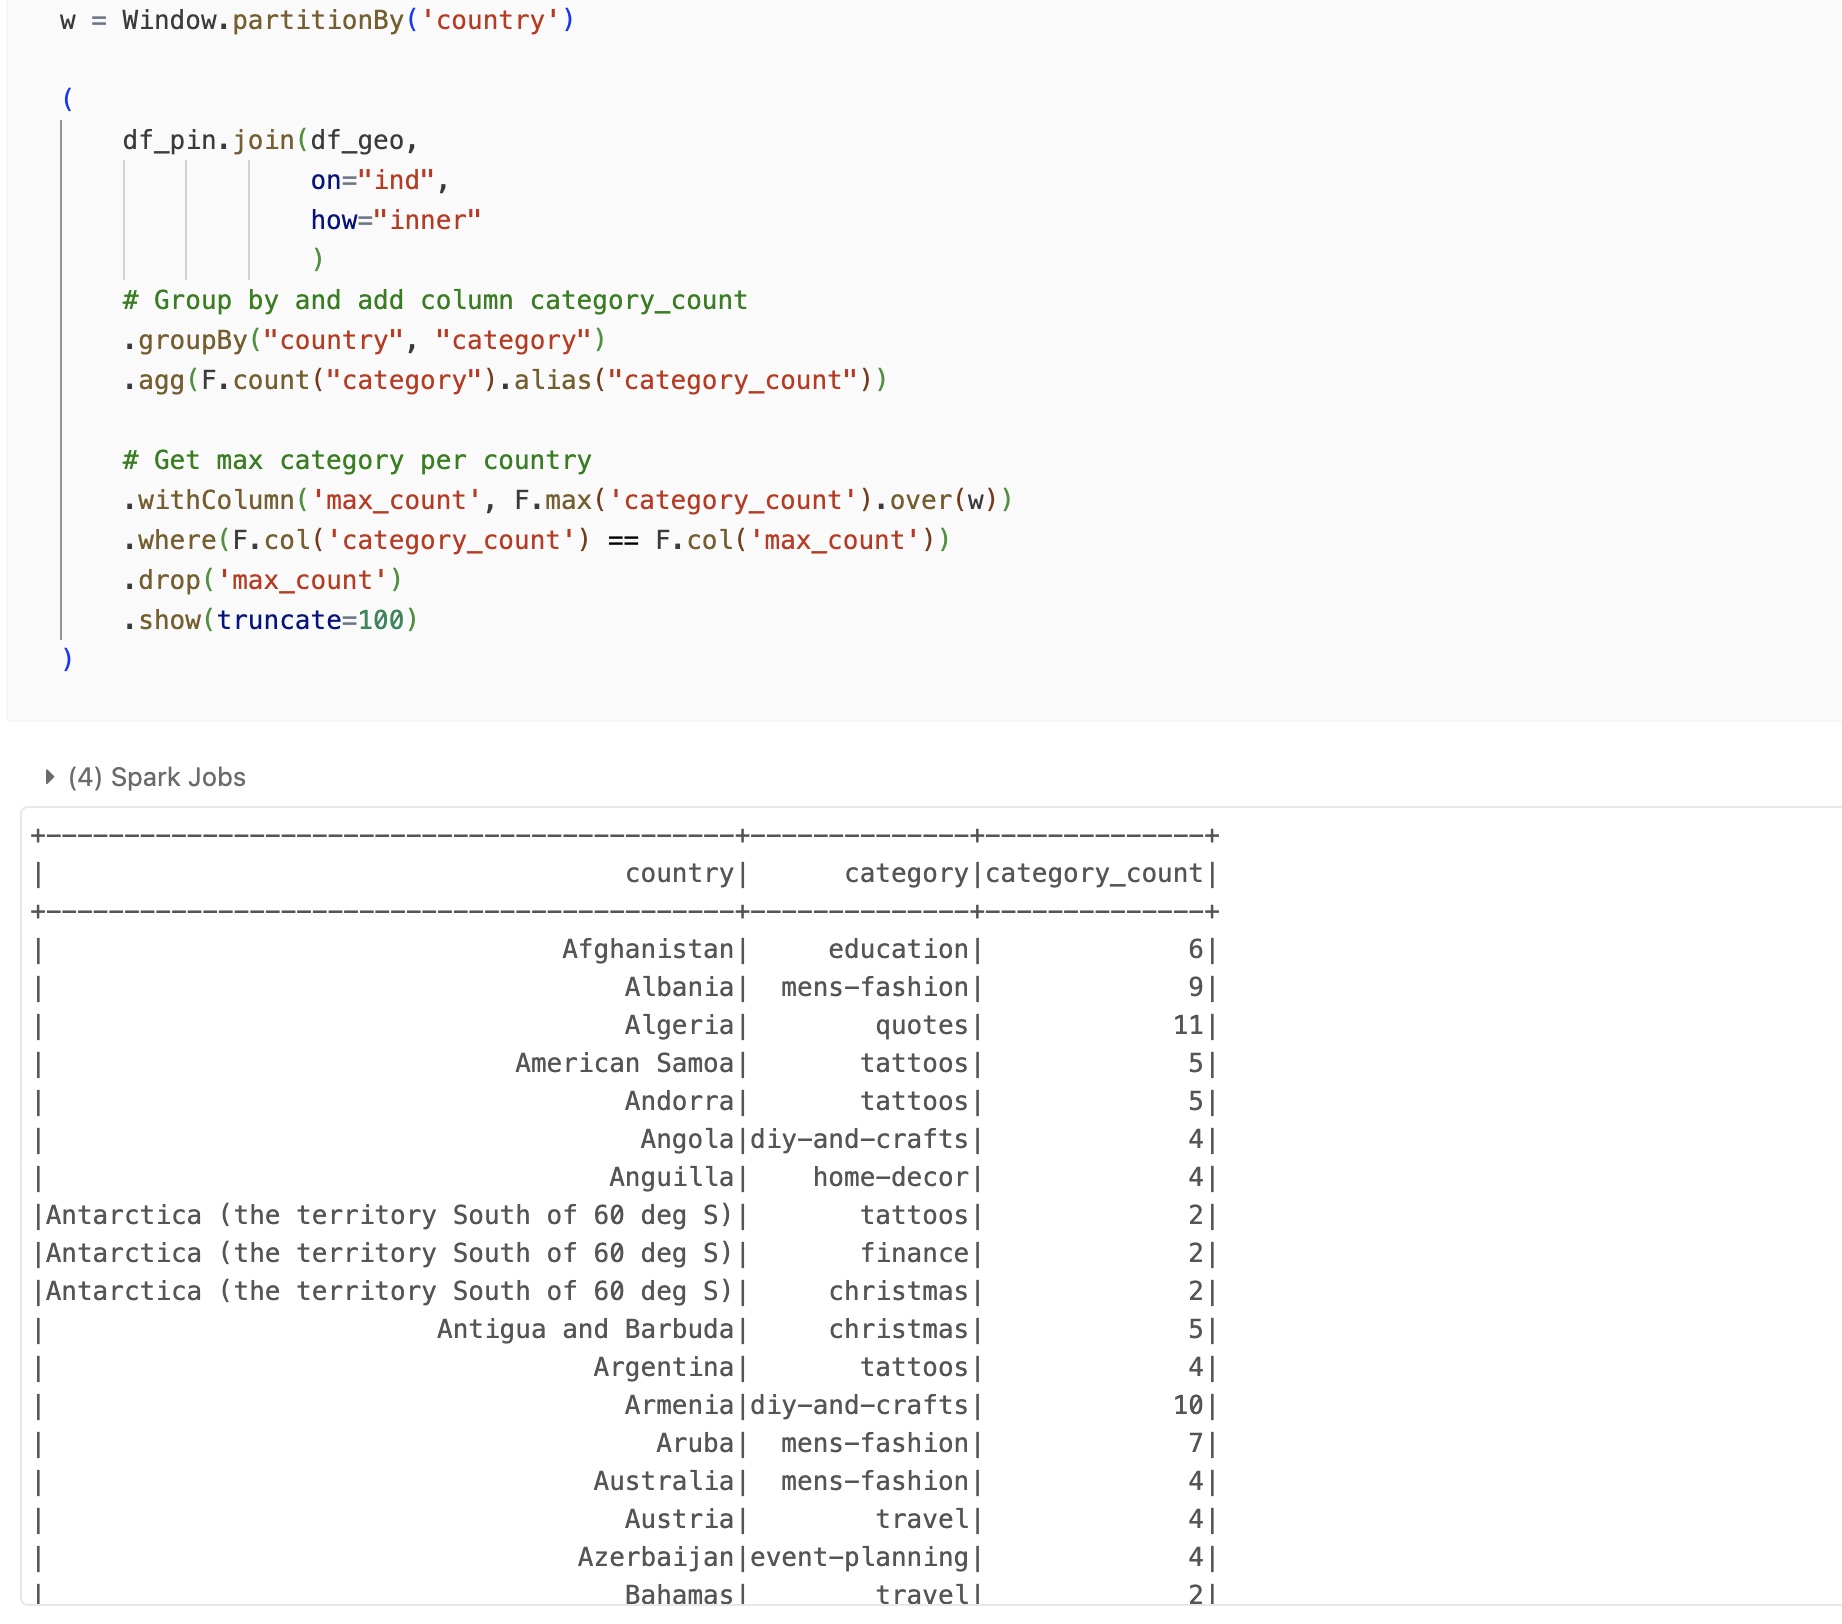 w = Window.partitionBy('country')
(
df_pin.join(df_geo,
on="ind",
how="inner"
)
# Group by and add column category_count
.groupBy("country", "category")
.agg(F.count("category").alias("category_count"))
# Get max category per country
.withColumn('max_count', F.max('category_count').over(w))
.where(F.col('category_count') == F.col('max_count'))
.drop('max_count')
.show(truncate=100)
)
(4) Spark Jobs
+--------------------------------------------+---------------+--------------+
|                                     country|       category|category_count|
+--------------------------------------------+---------------+--------------+
|                                 Afghanistan|      education|             6|
|                                     Albania|   mens-fashion|             9|
|                                     Algeria|         quotes|            11|
|                              American Samoa|        tattoos|             5|
|                                     Andorra|        tattoos|             5|
|                                      Angola|diy-and-crafts|             4|
|                                    Anguilla|     home-decor|             4|
|Antarctica (the territory South of 60 deg S)|        tattoos|             2|
|Antarctica (the territory South of 60 deg S)|        finance|             2|
|Antarctica (the territory South of 60 deg S)|      christmas|             2|
|                         Antigua and Barbuda|      christmas|             5|
|                                   Argentina|        tattoos|             4|
|                                     Armenia|diy-and-crafts|            10|
|                                       Aruba|   mens-fashion|             7|
|                                   Australia|   mens-fashion|             4|
|                                     Austria|         travel|             4|
|                                  Azerbaijan|event-planning|             4|
|                                     Bahamas|         travel|             2|